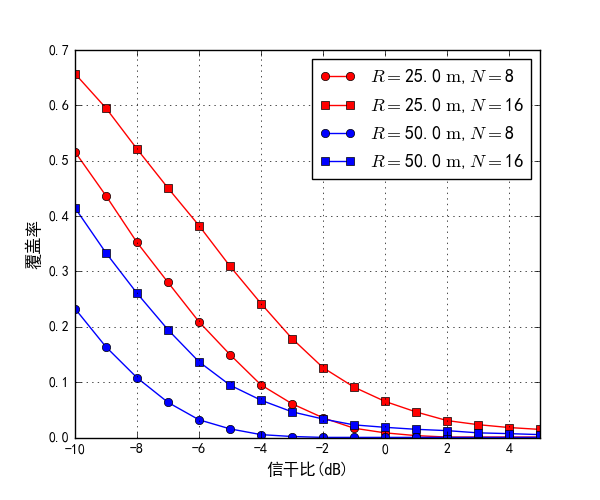 0.7
0.6
0.5
0.4
0.3
0.2
0.1
0.0
覆盖率
R = 25.0 m, N = 8
R = 25.0 m, N = 16
R = 50.0 m, N = 8
R = 50.0 m, N = 16
-10 -8 -6 -4 -2 0 2 4
信干比(dB)